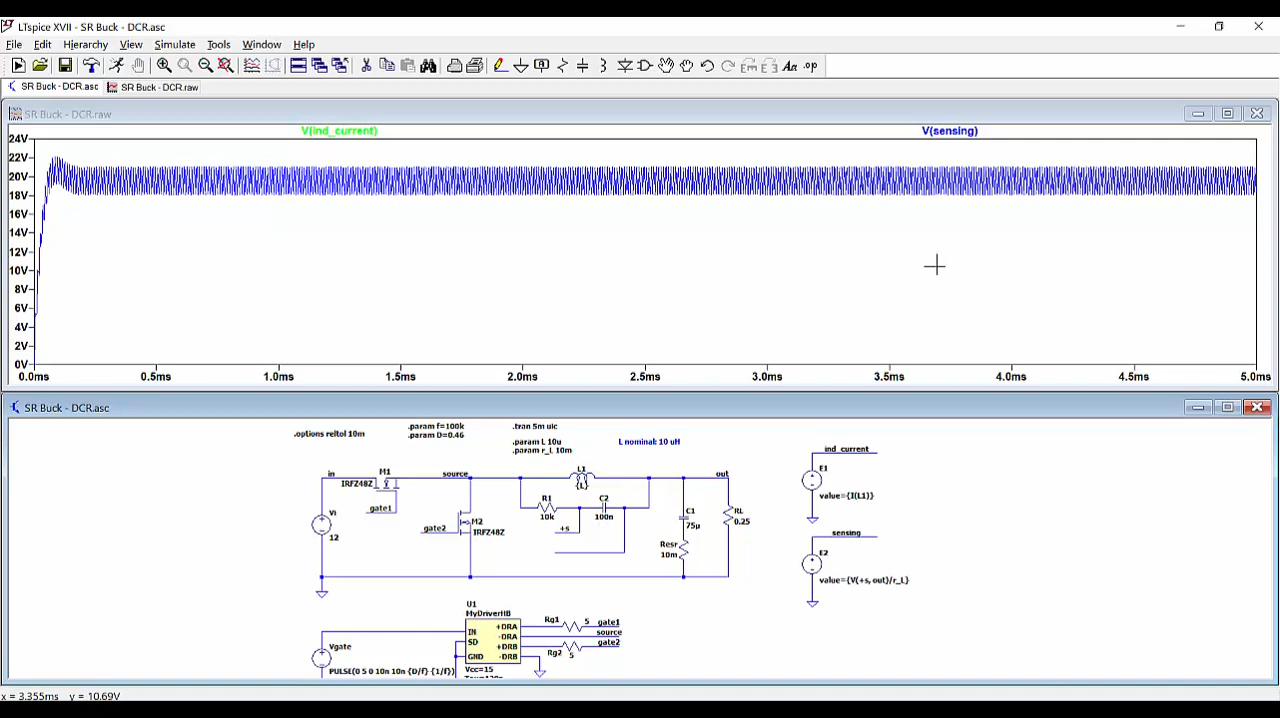 LTspice XVII - SR Buck - DCR.asc
File Edit Hierarchy View Simulate Tools Window Help
SR Buck - DCR.asc SR Buck - DCR.raw
SR Buck - DCR.raw
V(ind_current) V(sensing)
24V
22V
20V
18V
16V
14V
12V
10V
8V
6V
4V
2V
0V
0.0ms 0.5ms 1.0ms 1.5ms 2.0ms 2.5ms 3.0ms 3.5ms 4.0ms 4.5ms 5.0ms
SR Buck - DCR.asc
.options reltol 10m
.param f=100k
.param D=0.46
.tran 5m uic
.param L 10u
.param r_L 10m
L nominal: 10 uH
in
M1
IRFZ48Z
gate1
source
L1
{L}
out
R1
10k
C2
100n
+s
Vi
12
gate2
M2
IRFZ48Z
C1
75µ
Resr
10m
RL
0.25
ind_current
E1
value={I(L1)}
sensing
E2
value={V(+s, out)/r_L}
U1
MyDriverHB
IN
SD
GND
+DRA
-DRA
+DRB
-DRB
Rg1
5
gate1
source
gate2
Rg2
5
Vgate
PULSE(0 5 0 10n 10n {D/f} {1/f})
Vcc=15
x = 3.355ms y = 10.69V